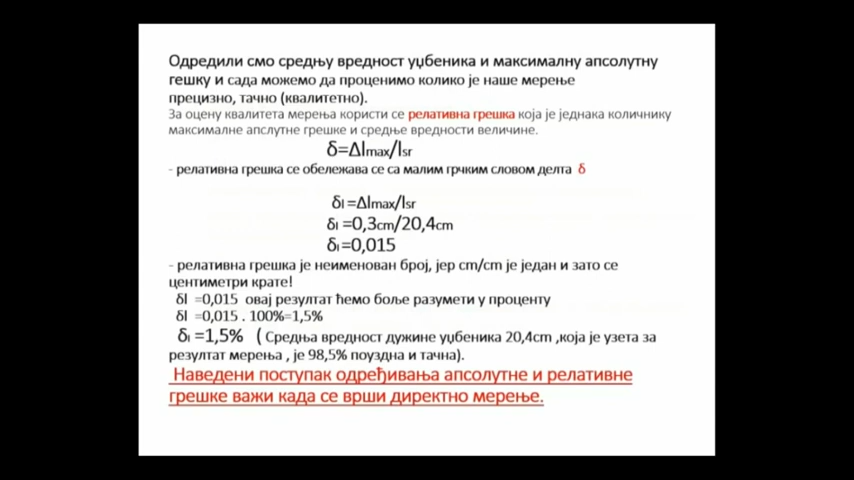 Одредили смо средњу вредност уџбеника и максималну апсолутну
гешку и сада можемо да проценимо колико је наше мерење
прецизно, тачно (квалитетно).
За оцену квалитета мерења користи се релативна грешка која је једнака количнику
максималне апслутне грешке и средње вредности величине.
δ=Δlmax/lsr
- релативна грешка се обележава се са малим грчким словом делта δ
δl =Δlmax/lsr
δl =0,3cm/20,4cm
δl=0,015
- релативна грешка је неименован број, јер cm/cm је један и зато се
центиметри крате!
δl =0,015 овај резултат ћемо боље разумети у проценту
δl =0,015 . 100%=1,5%
δl =1,5% ( Средња вредност дужине уџбеника 20,4cm ,која је узета за
резултат мерења , је 98,5% поуздна и тачна).
Наведени поступак одређивања апсолутне и релативне
грешке важи када се врши директно мерење.